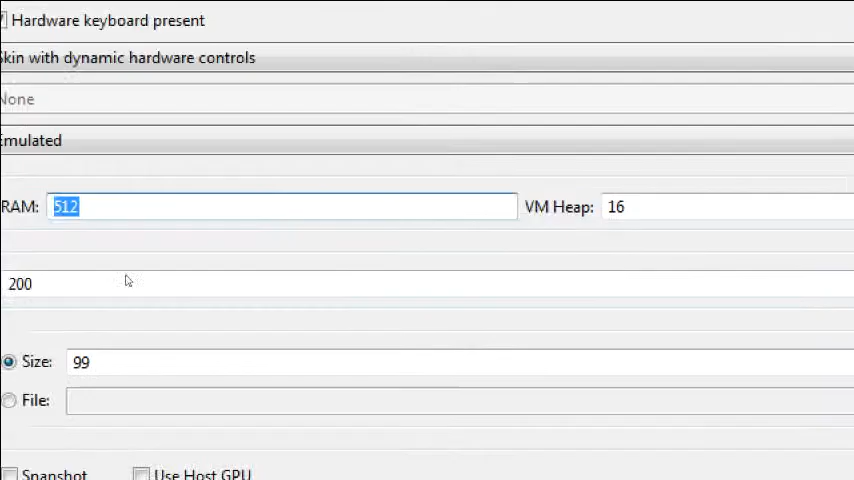 Hardware keyboard present
Skin with dynamic hardware controls
None
Emulated
RAM: 512 VM Heap: 16
200
Size: 99
File:
Snapshot Use Host GPU